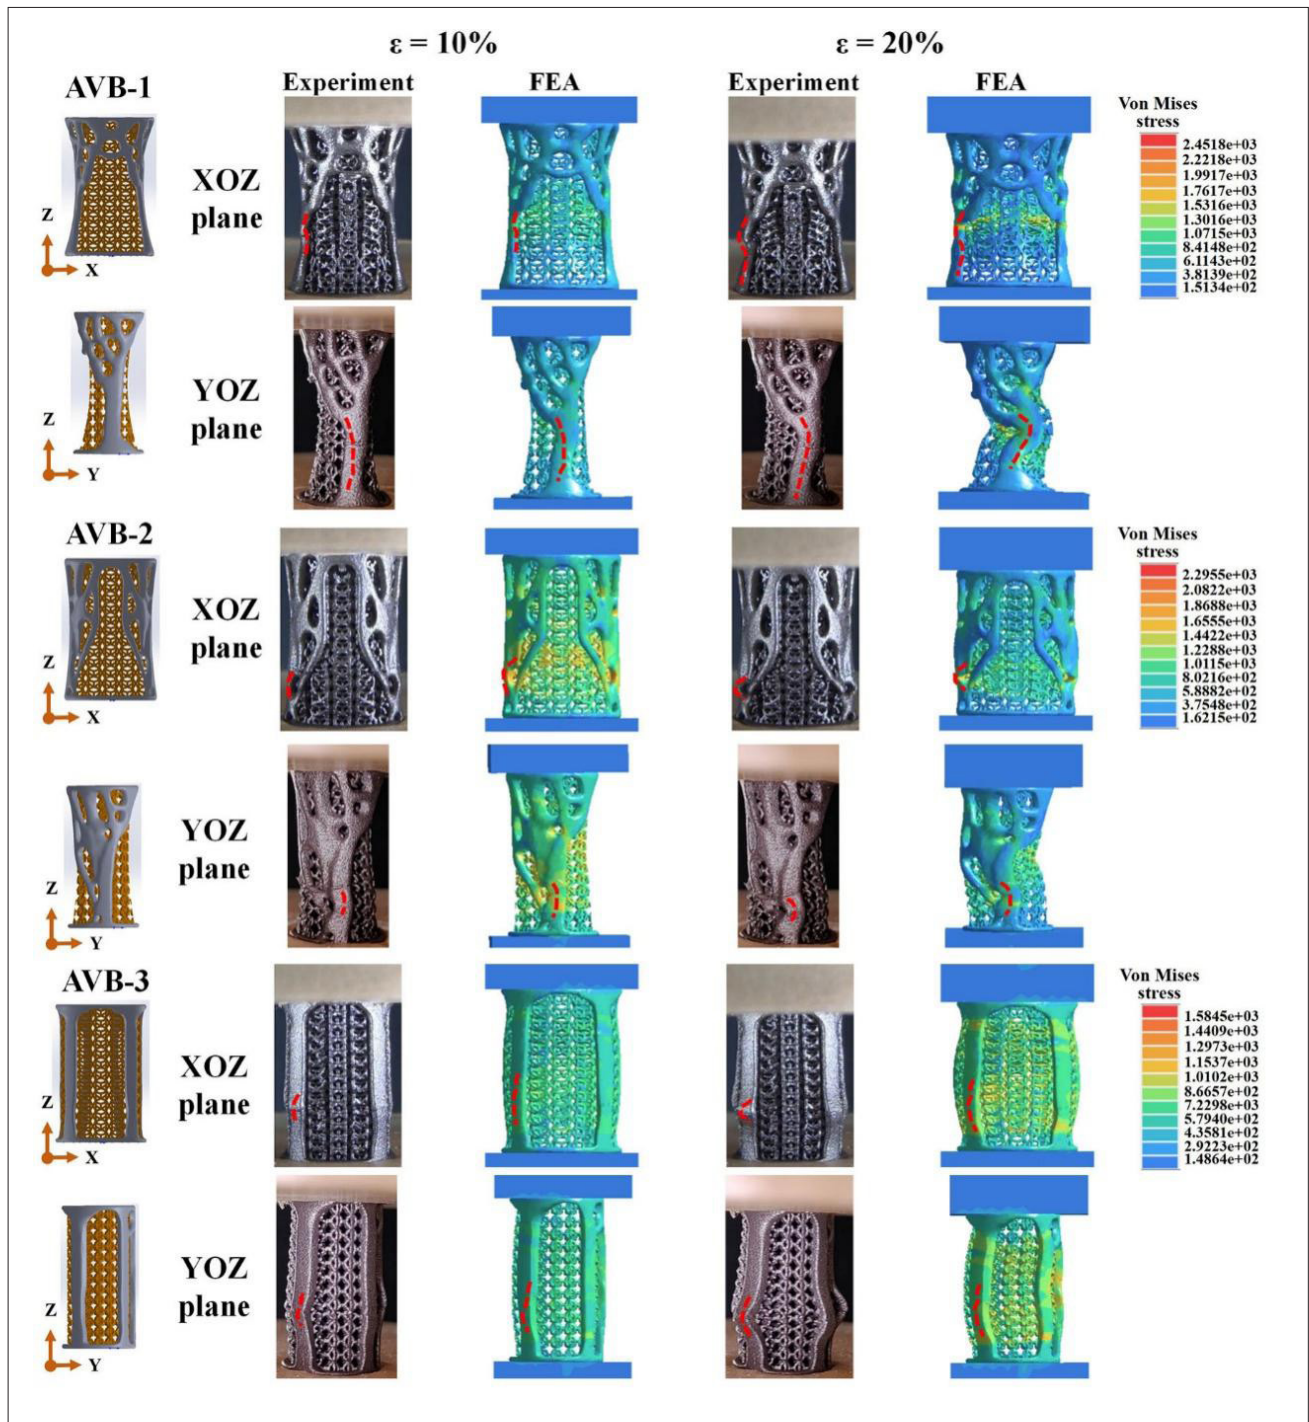 ε = 10%
ε = 20%
AVB-1
Experiment
FEA
Experiment
FEA
Von Mises
stress
XOZ
plane
Z
X
2.4518e+03
2.2218e+03
1.9917e+03
1.7617e+03
1.5316e+03
1.3016e+03
1.0715e+03
8.4148e+02
6.1143e+02
3.8139e+02
1.5134e+02
YOZ
plane
Z
Y
AVB-2
Von Mises
stress
XOZ
plane
Z
X
2.2955e+03
2.0822e+03
1.8688e+03
1.6555e+03
1.4422e+03
1.2288e+03
1.0115e+03
8.0216e+02
5.8882e+02
3.7548e+02
1.6215e+02
YOZ
plane
Z
Y
AVB-3
Von Mises
stress
XOZ
plane
Z
X
1.5845e+03
1.4409e+03
1.2973e+03
1.1537e+03
1.0102e+03
8.6657e+02
7.2298e+03
5.7940e+02
4.3581e+02
2.9223e+02
1.4864e+02
YOZ
plane
Z
Y